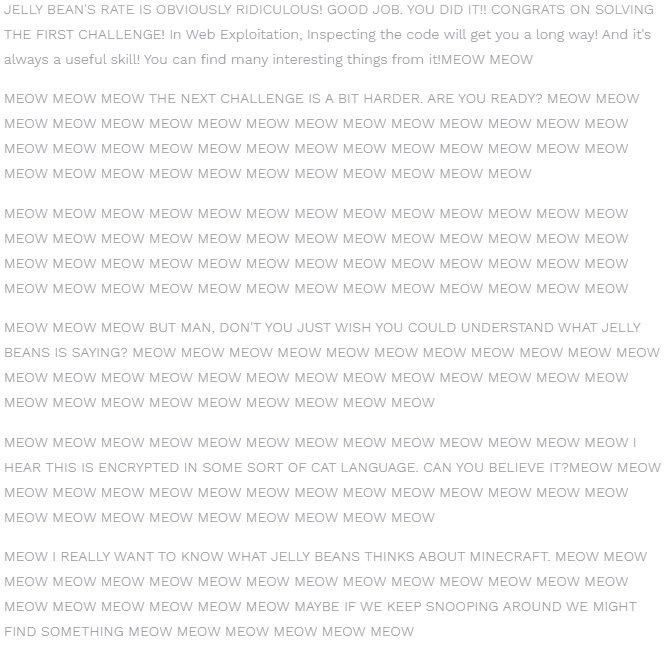 JELLY BEAN'S RATE IS OBVIOUSLY RIDICULOUS! GOOD JOB. YOU DID IT!! CONGRATS ON SOLVING
THE FIRST CHALLENGE! In Web Exploitation, Inspecting the code will get you a long way! And it's
always a useful skill! You can find many interesting things from it!MEOW MEOW
MEOW MEOW MEOW THE NEXT CHALLENGE IS A BIT HARDER. ARE YOU READY? MEOW MEOW
MEOW MEOW MEOW MEOW MEOW MEOW MEOW MEOW MEOW MEOW MEOW MEOW MEOW
MEOW MEOW MEOW MEOW MEOW MEOW MEOW MEOW MEOW MEOW MEOW MEOW MEOW
MEOW MEOW MEOW MEOW MEOW MEOW MEOW MEOW MEOW MEOW MEOW
MEOW MEOW MEOW MEOW MEOW MEOW MEOW MEOW MEOW MEOW MEOW MEOW MEOW
MEOW MEOW MEOW MEOW MEOW MEOW MEOW MEOW MEOW MEOW MEOW MEOW MEOW
MEOW MEOW MEOW MEOW MEOW MEOW MEOW MEOW MEOW MEOW MEOW MEOW MEOW
MEOW MEOW MEOW MEOW MEOW MEOW MEOW MEOW MEOW MEOW MEOW MEOW MEOW
MEOW MEOW MEOW BUT MAN, DON'T YOU JUST WISH YOU COULD UNDERSTAND WHAT JELLY
BEANS IS SAYING? MEOW MEOW MEOW MEOW MEOW MEOW MEOW MEOW MEOW MEOW MEOW
MEOW MEOW MEOW MEOW MEOW MEOW MEOW MEOW MEOW MEOW MEOW MEOW MEOW
MEOW MEOW MEOW MEOW MEOW MEOW MEOW MEOW MEOW
MEOW MEOW MEOW MEOW MEOW MEOW MEOW MEOW MEOW MEOW MEOW MEOW MEOW I
HEAR THIS IS ENCRYPTED IN SOME SORT OF CAT LANGUAGE. CAN YOU BELIEVE IT?MEOW MEOW
MEOW MEOW MEOW MEOW MEOW MEOW MEOW MEOW MEOW MEOW MEOW MEOW MEOW
MEOW MEOW MEOW MEOW MEOW MEOW MEOW MEOW MEOW
MEOW I REALLY WANT TO KNOW WHAT JELLY BEANS THINKS ABOUT MINECRAFT. MEOW MEOW
MEOW MEOW MEOW MEOW MEOW MEOW MEOW MEOW MEOW MEOW MEOW MEOW MEOW
MEOW MEOW MEOW MEOW MEOW MEOW MAYBE IF WE KEEP SNOOPING AROUND WE MIGHT
FIND SOMETHING MEOW MEOW MEOW MEOW MEOW MEOW